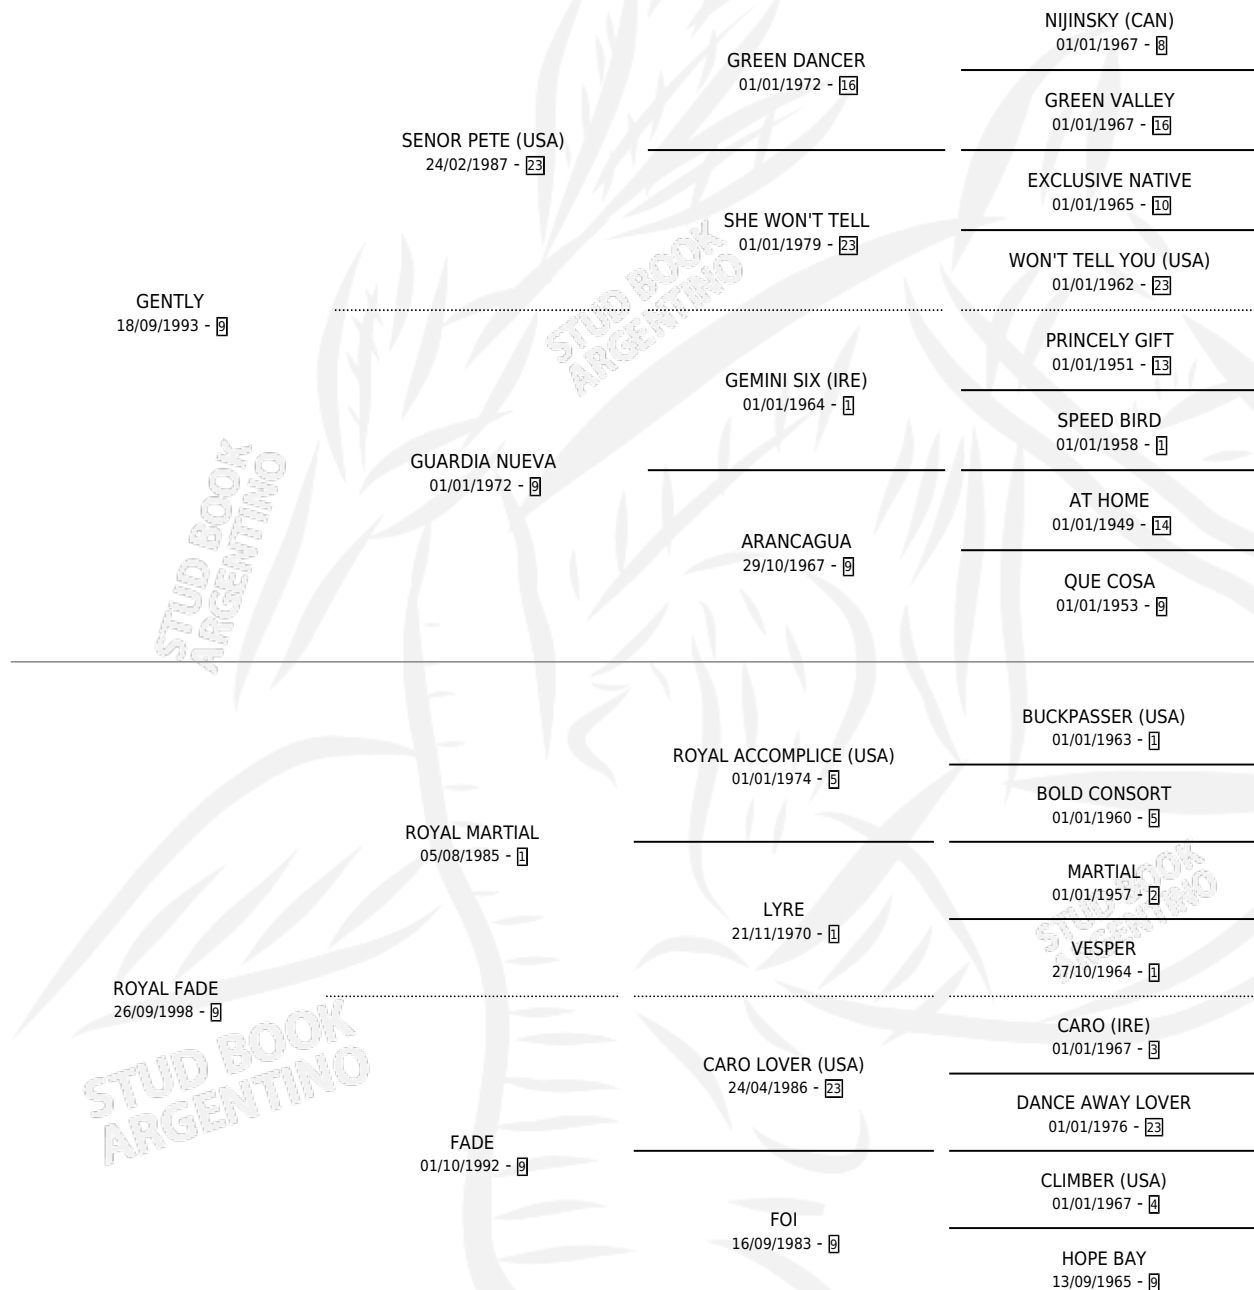 NIJINSKY (CAN)
01/01/1967 - 8
GREEN DANCER
01/01/1972 - 16
GREEN VALLEY
01/01/1967 - 16
SENOR PETE (USA)
24/02/1987 - 23
EXCLUSIVE NATIVE
01/01/1965 - 10
SHE WON'T TELL
01/01/1979 - 23
WON'T TELL YOU (USA)
01/01/1962 - 23
GENTLY
18/09/1993 - 9
PRINCELY GIFT
01/01/1951 - 13
GEMINI SIX (IRE)
01/01/1964 - 1
SPEED BIRD
01/01/1958 - 1
GUARDIA NUEVA
01/01/1972 - 9
AT HOME
01/01/1949 - 14
ARANCAGUA
29/10/1967 - 9
QUE COSA
01/01/1953 - 9
STUD BOOK
ARGENTINO
STUD BOOK
ARGENTINO
BUCKPASSER (USA)
01/01/1963 - 1
ROYAL ACCOMPLICE (USA)
01/01/1974 - 5
BOLD CONSORT
01/01/1960 - 5
ROYAL MARTIAL
05/08/1985 - 1
MARTIAL
01/01/1957 - 2
LYRE
21/11/1970 - 1
VESPER
27/10/1964 - 1
ROYAL FADE
26/09/1998 - 9
CARO (IRE)
01/01/1967 - 3
CARO LOVER (USA)
24/04/1986 - 23
DANCE AWAY LOVER
01/01/1976 - 23
FADE
01/10/1992 - 9
CLIMBER (USA)
01/01/1967 - 4
FOI
16/09/1983 - 9
HOPE BAY
13/09/1965 - 9
STUD BOOK
ARGENTINO
STUD BOOK
ARGENTINO